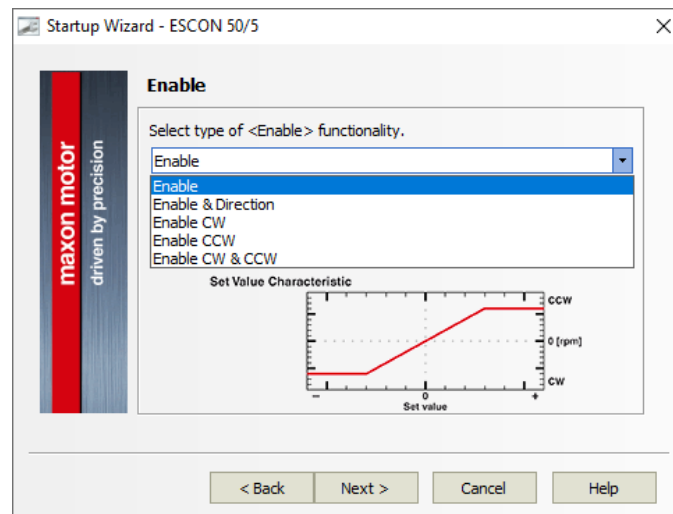 Startup Wizard - ESCON 50/5
maxon motor
driven by precision
Enable
Select type of <Enable> functionality.
Enable
Enable
Enable & Direction
Enable CW
Enable CCW
Enable CW & CCW
Set Value Characteristic
CCW
0 [rpm]
CW
- 0 +
Set value
< Back Next > Cancel Help